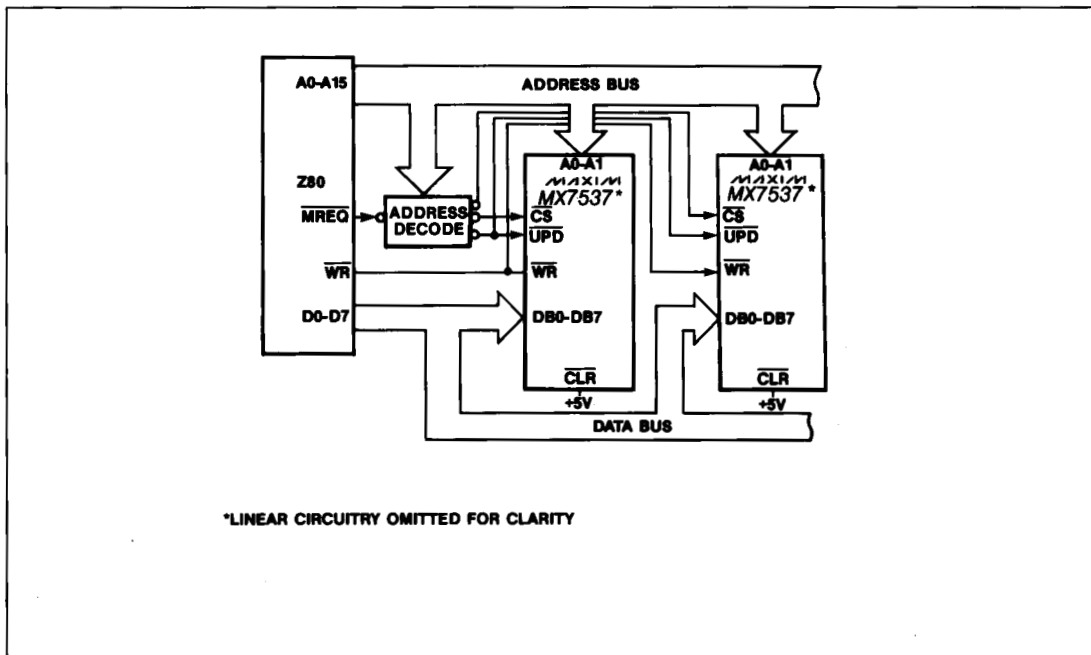 A0-A15
ADDRESS BUS
Z80
MREQ
ADDRESS
DECODE
WR
D0-D7
A0-A1
MAXIM
MX7537*
CS
UPD
WR
DB0-DB7
CLR
+5V
A0-A1
MAXIM
MX7537*
CS
UPD
WR
DB0-DB7
CLR
+5V
DATA BUS
*LINEAR CIRCUITRY OMITTED FOR CLARITY